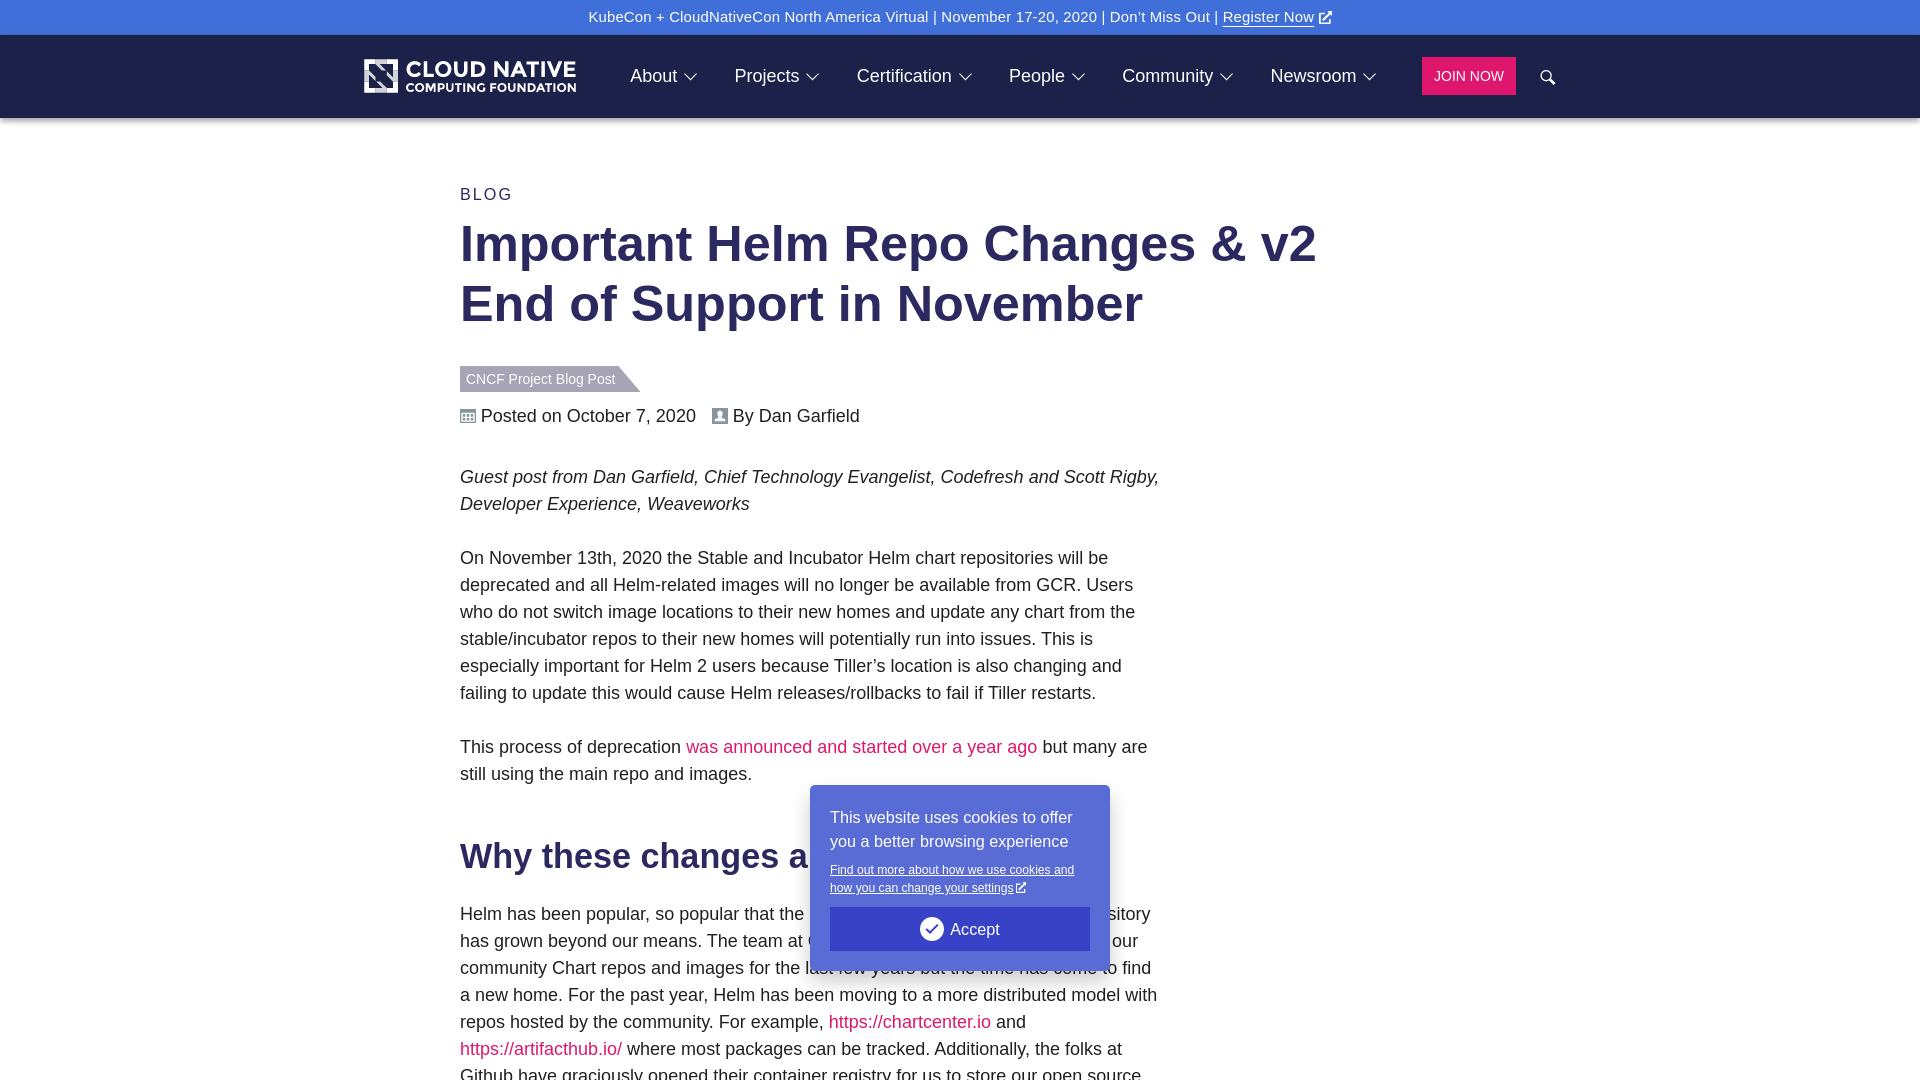 KubeCon + CloudNativeCon North America Virtual | November 17-20, 2020 | Don’t Miss Out | Register Now
CLOUD NATIVE
COMPUTING FOUNDATION
About
Projects
Certification
People
Community
Newsroom
JOIN NOW
BLOG
Important Helm Repo Changes & v2
End of Support in November
CNCF Project Blog Post
Posted on October 7, 2020
By Dan Garfield
Guest post from Dan Garfield, Chief Technology Evangelist, Codefresh and Scott Rigby,
Developer Experience, Weaveworks
On November 13th, 2020 the Stable and Incubator Helm chart repositories will be
deprecated and all Helm-related images will no longer be available from GCR. Users
who do not switch image locations to their new homes and update any chart from the
stable/incubator repos to their new homes will potentially run into issues. This is
especially important for Helm 2 users because Tiller’s location is also changing and
failing to update this would cause Helm releases/rollbacks to fail if Tiller restarts.
This process of deprecation was announced and started over a year ago but many are
still using the main repo and images.
Why these changes
Helm has been popular, so popular that the
has grown beyond our means. The team at our
community Chart repos and images for the last few years but the time has come to find
a new home. For the past year, Helm has been moving to a more distributed model with
repos hosted by the community. For example, https://chartcenter.io and
https://artifacthub.io/ where most packages can be tracked. Additionally, the folks at
Github have graciously opened their container registry for us to store our open source
This website uses cookies to offer
you a better browsing experience
Find out more about how we use cookies and
how you can change your settings
Accept